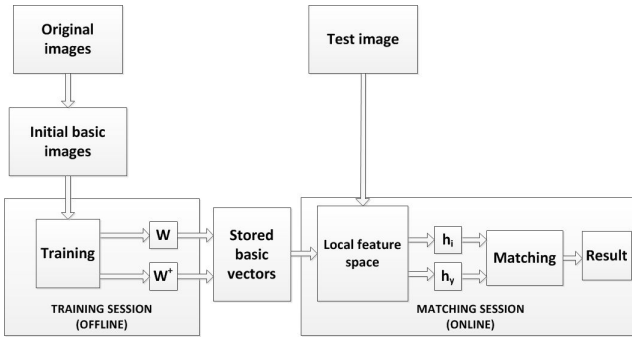 Original
images
Test image
Initial basic
images
Training
W
W⁺
Stored
basic
vectors
Local feature
space
hᵢ
hᵧ
Matching
Result
TRAINING SESSION
(OFFLINE)
MATCHING SESSION
(ONLINE)